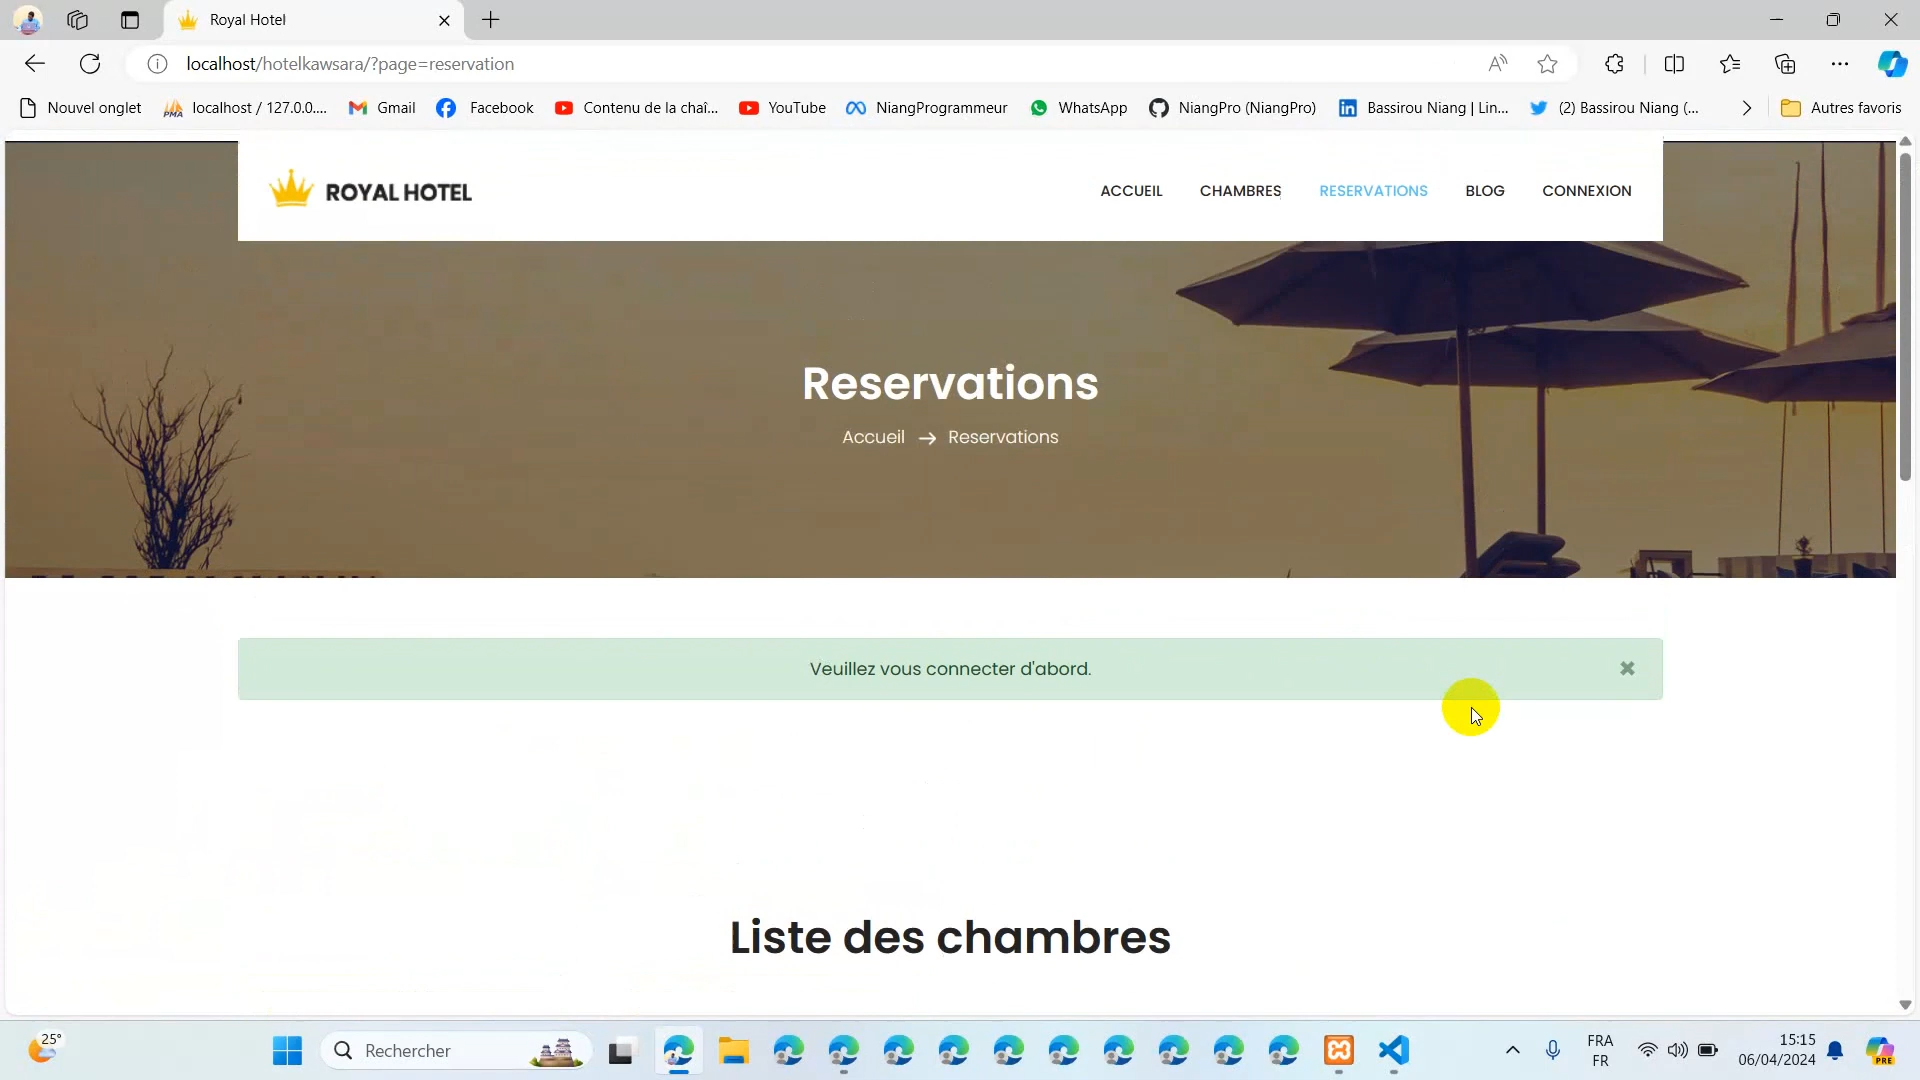 Royal Hotel
localhost/hotelkawsara/?page=reservation
Nouvel onglet
localhost / 127.0.0....
Gmail
Facebook
Contenu de la chaî...
YouTube
NiangProgrammeur
WhatsApp
NiangPro (NiangPro)
Bassirou Niang | Lin...
(2) Bassirou Niang (...
Autres favoris
PMA
ROYAL HOTEL
ACCUEIL
CHAMBRES
RESERVATIONS
BLOG
CONNEXION
Reservations
Accueil → Reservations
Veuillez vous connecter d'abord.
Liste des chambres
25°
Rechercher
FRA
FR
15:15
06/04/2024
PRE